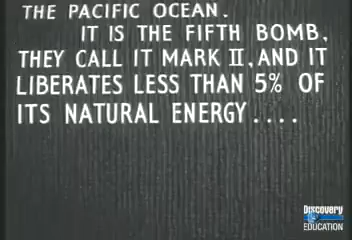 THE PACIFIC OCEAN.
IT IS THE FIFTH BOMB,
THEY CALL IT MARK II, AND IT
LIBERATES LESS THAN 5% OF
ITS NATURAL ENERGY....
Discovery
EDUCATION